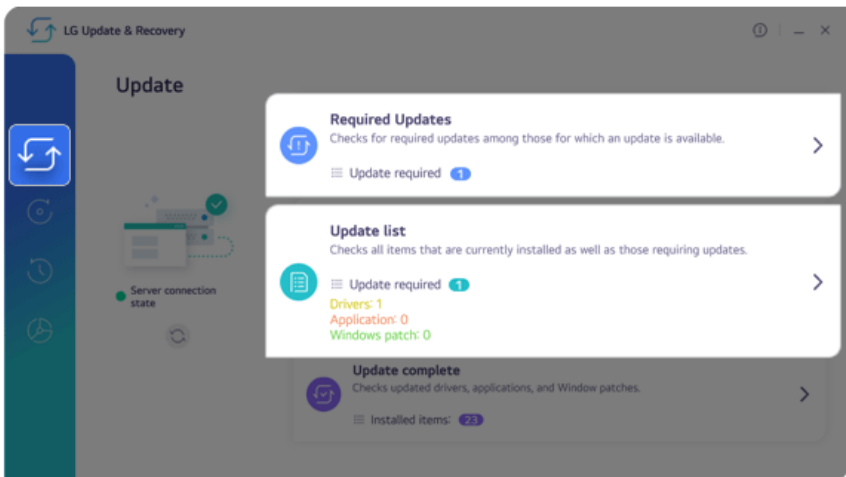 LG Update & Recovery
Update
Required Updates
Checks for required updates among those for which an update is available.
Update required 1
Update list
Checks all items that are currently installed as well as those requiring updates.
Update required 1
Drivers: 1
Application: 0
Windows patch: 0
Server connection
state
Update complete
Checks updated drivers, applications, and Window patches.
Installed items: 23